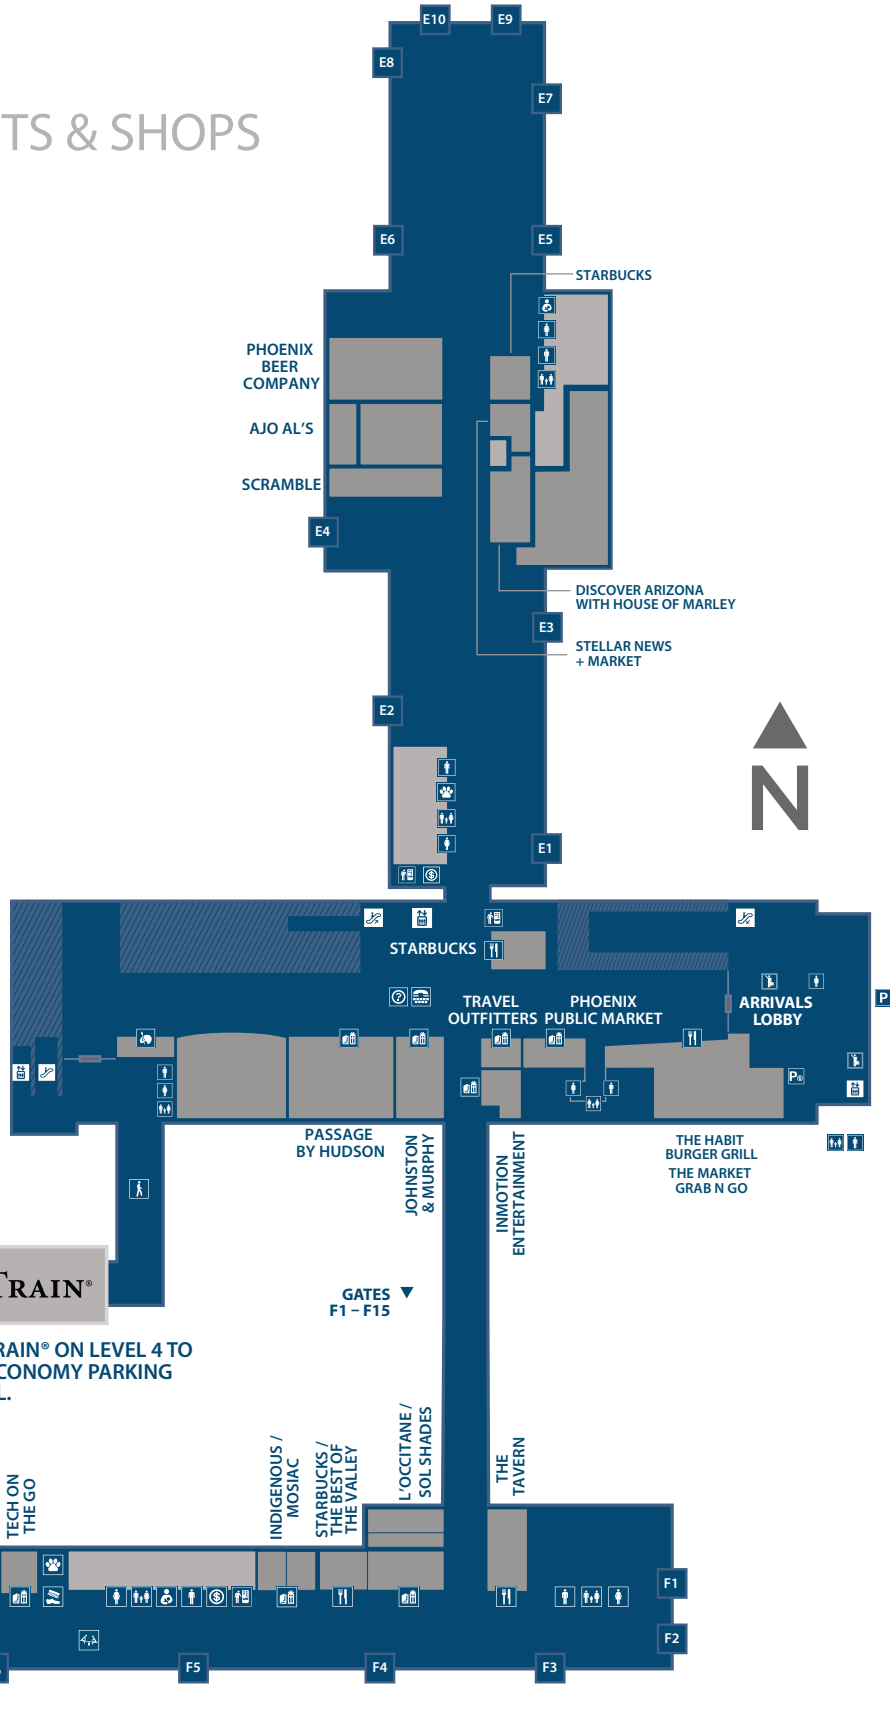 E10
E9
E8
E7
TS & SHOPS
E6
E5
STARBUCKS
PHOENIX
BEER
COMPANY
AJO AL'S
SCRAMBLE
E4
DISCOVER ARIZONA
WITH HOUSE OF MARLEY
E3
STELLAR NEWS
+ MARKET
E2
N
E1
STARBUCKS
P
TRAVEL
OUTFITTERS
PHOENIX
PUBLIC MARKET
ARRIVALS
LOBBY
P$
PASSAGE
BY HUDSON
JOHNSTON
& MURPHY
INMOTION
ENTERTAINMENT
THE HABIT
BURGER GRILL
THE MARKET
GRAB N GO
TRAIN®
GATES
F1 – F15
RAIN® ON LEVEL 4 TO
CONOMY PARKING
L.
TECH ON
THE GO
INDIGENOUS /
MOSIAC
STARBUCKS /
THE BEST OF
THE VALLEY
L'OCCITANE /
SOL SHADES
THE
TAVERN
F1
F2
F5
F4
F3